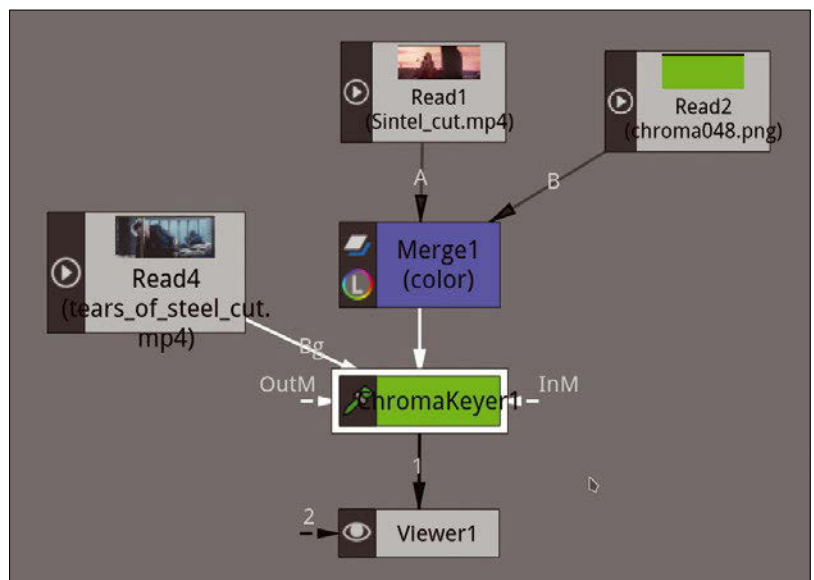 Read1
(Sintel_cut.mp4)
Read2
(chroma048.png)
A
B
Merge1
(color)
L
Read4
(tears_of_steel_cut.
mp4)
Bg
OutM
InM
ChromaKeyer1
1
2
Viewer1